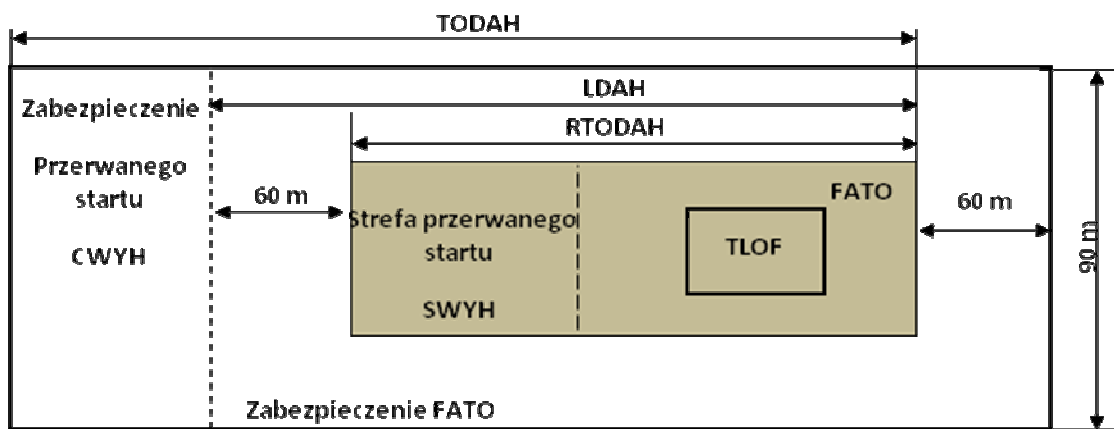 TODAH
LDAH
RTODAH
Zabezpieczenie
Przerwanego
startu
CWYH
60 m
Strefa przerwanego
startu
SWYH
FATO
TLOF
60 m
90 m
Zabezpieczenie FATO